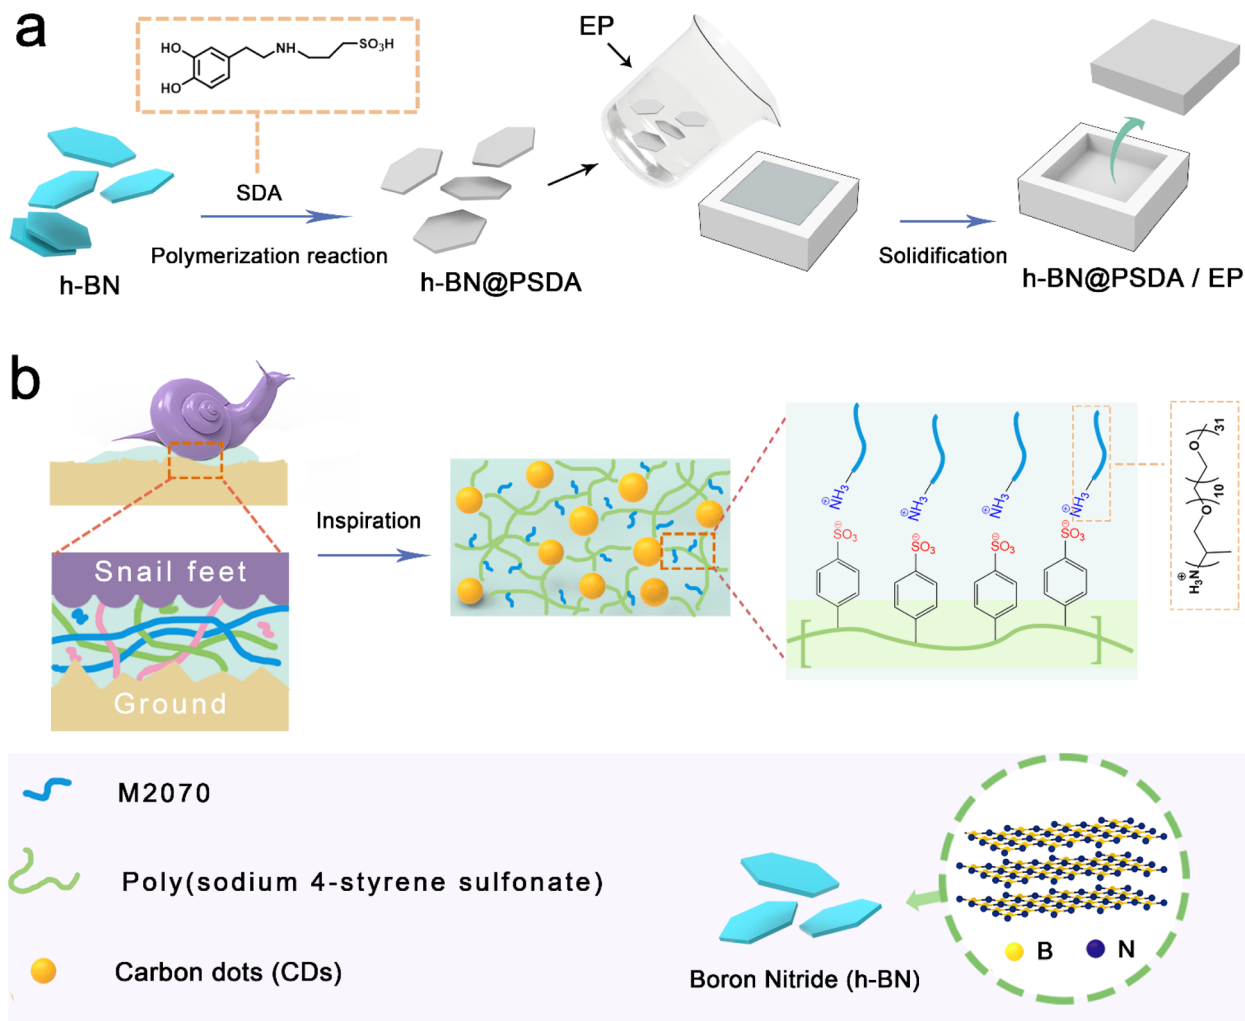 a
HO
HO
NH
SO₃H
EP
SDA
Polymerization reaction
h-BN
h-BN@PSDA
Solidification
h-BN@PSDA / EP
b
Inspiration
Snail feet
Ground
NH₃ ⊕
NH₃ ⊕
NH₃ ⊕
NH₃ ⊕
⊖ SO₃
⊖ SO₃
⊖ SO₃
⊖ SO₃
[ ]
O 31
O 10
H₃N ⊕
M2070
Poly(sodium 4-styrene sulfonate)
Carbon dots (CDs)
Boron Nitride (h-BN)
B N